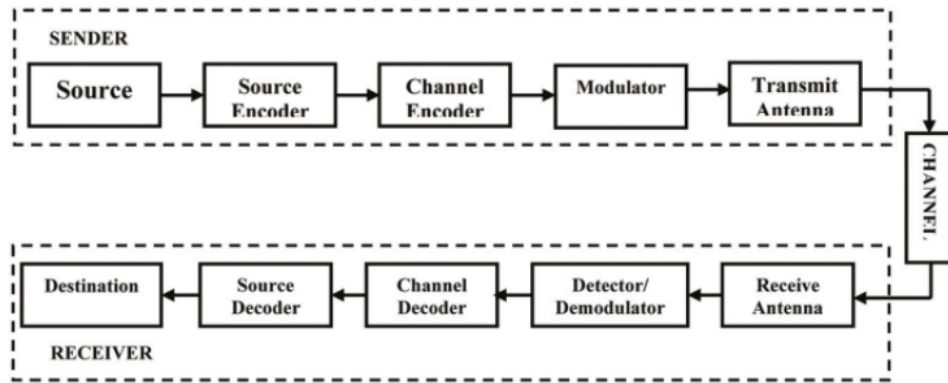 SENDER
Source
Source
Encoder
Channel
Encoder
Modulator
Transmit
Antenna
CHANNEL
Destination
Source
Decoder
Channel
Decoder
Detector/
Demodulator
Receive
Antenna
RECEIVER